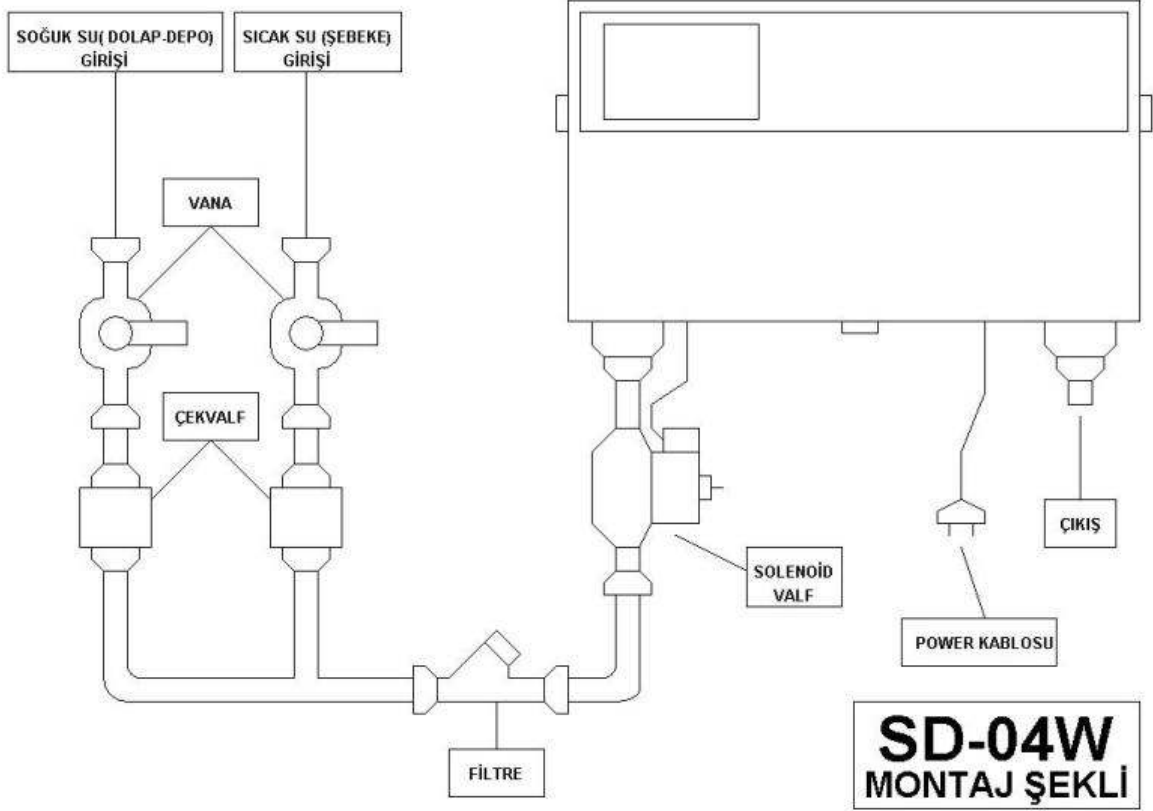 SOĞUK SU( DOLAP-DEPO)
GİRİŞİ
SICAK SU (ŞEBEKE)
GİRİŞİ
VANA
ÇEKVALF
SOLENOİD
VALF
ÇIKIŞ
POWER KABLOSU
FİLTRE
SD-04W
MONTAJ ŞEKLİ